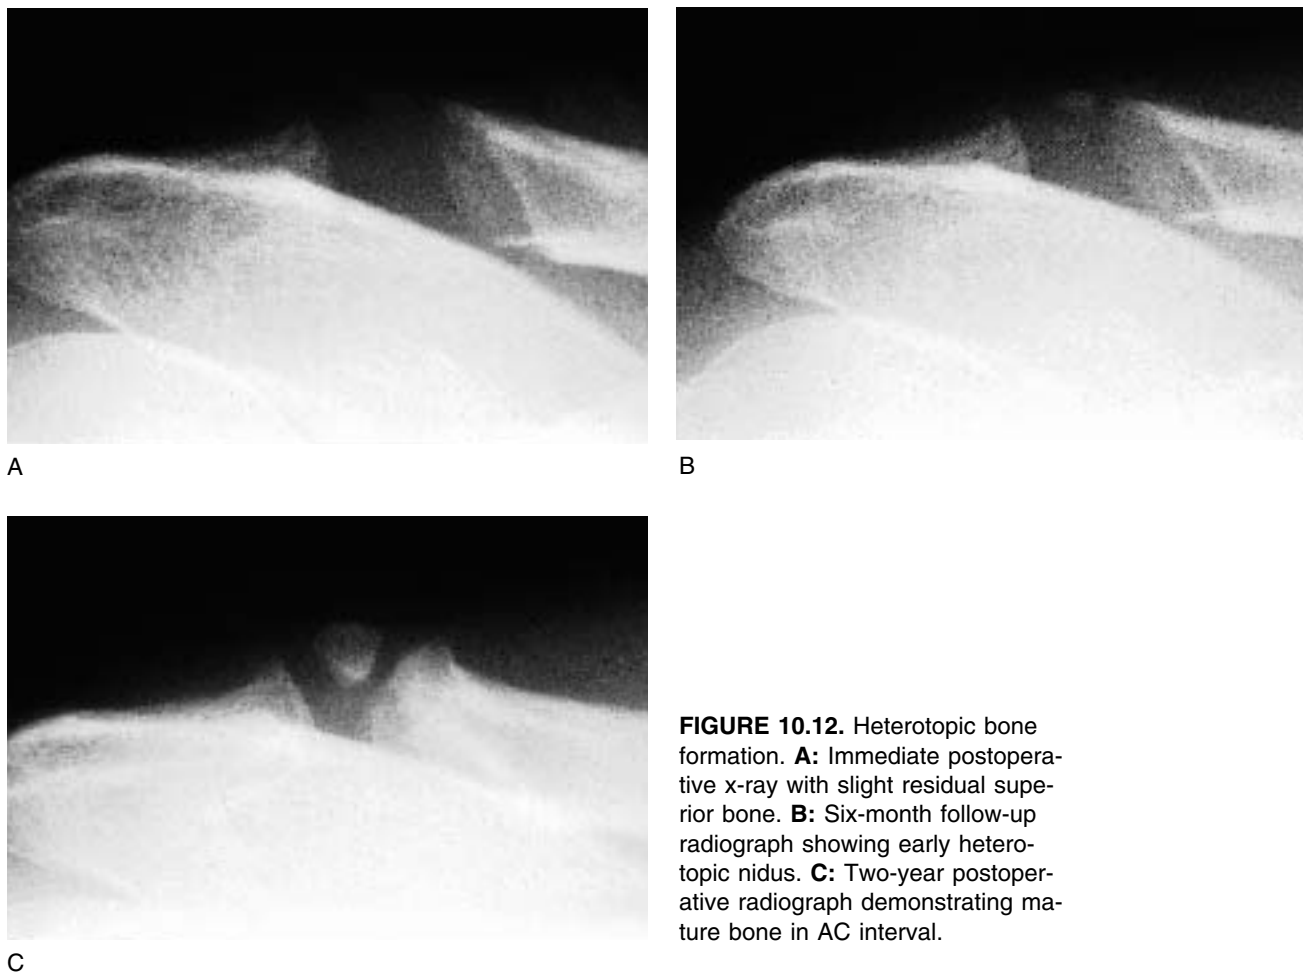 A
B
C
FIGURE 10.12. Heterotopic bone
formation. A: Immediate postopera-
tive x-ray with slight residual supe-
rior bone. B: Six-month follow-up
radiograph showing early hetero-
topic nidus. C: Two-year postoper-
ative radiograph demonstrating ma-
ture bone in AC interval.